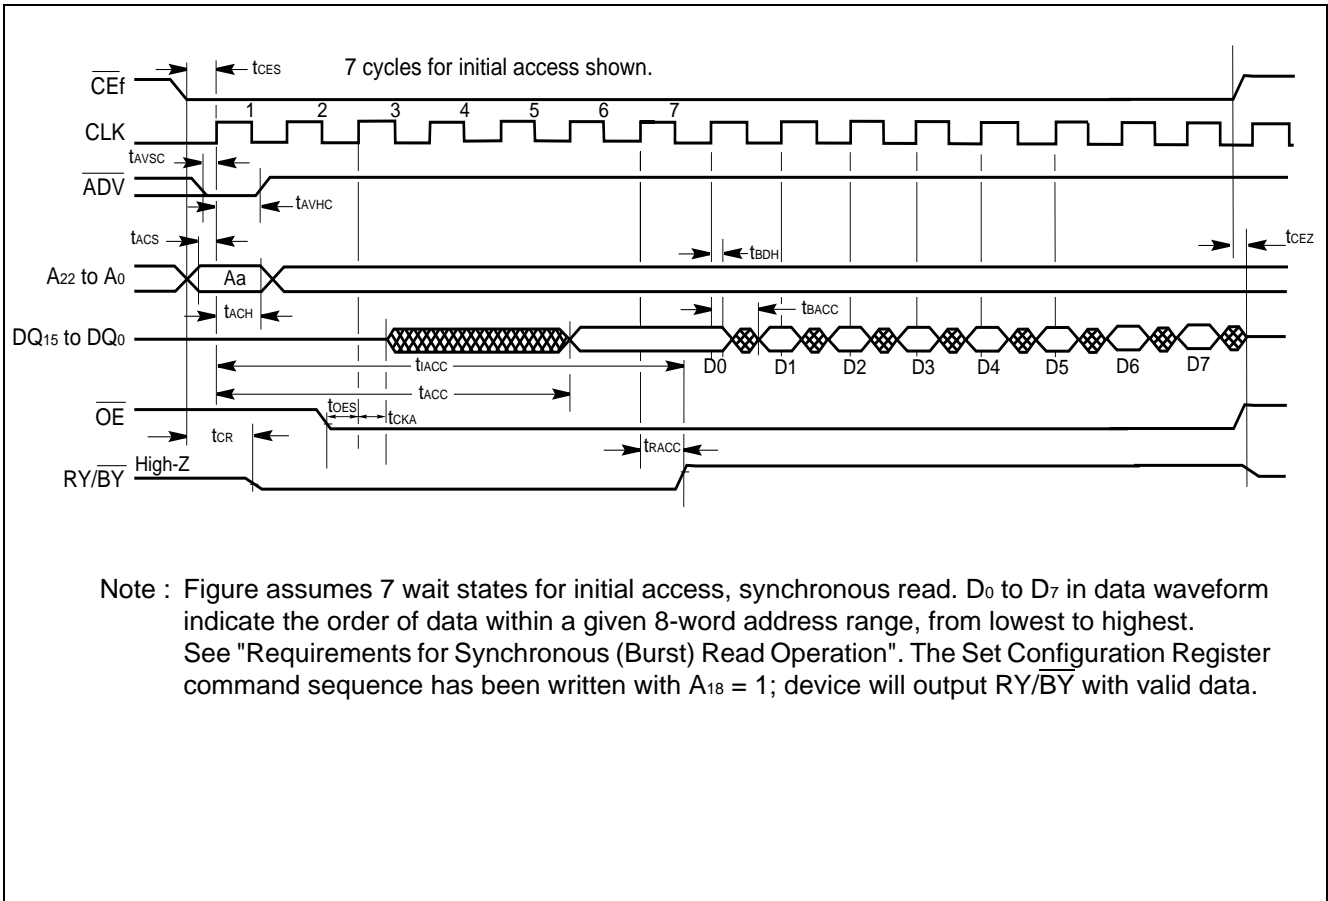 tCES 7 cycles for initial access shown.
CEf
1 2 3 4 5 6 7
CLK
tAVSC
ADV
tAVHC
tACS
tCEZ
tBDH
A22 to A0 Aa
tACH
tBACC
DQ15 to DQ0
D0 D1 D2 D3 D4 D5 D6 D7
tIACC
tACC
tOES
OE
tCKA
tCR
tRACC
High-Z
RY/BY
Note : Figure assumes 7 wait states for initial access, synchronous read. D0 to D7 in data waveform
indicate the order of data within a given 8-word address range, from lowest to highest.
See "Requirements for Synchronous (Burst) Read Operation". The Set Configuration Register
command sequence has been written with A18 = 1; device will output RY/BY with valid data.